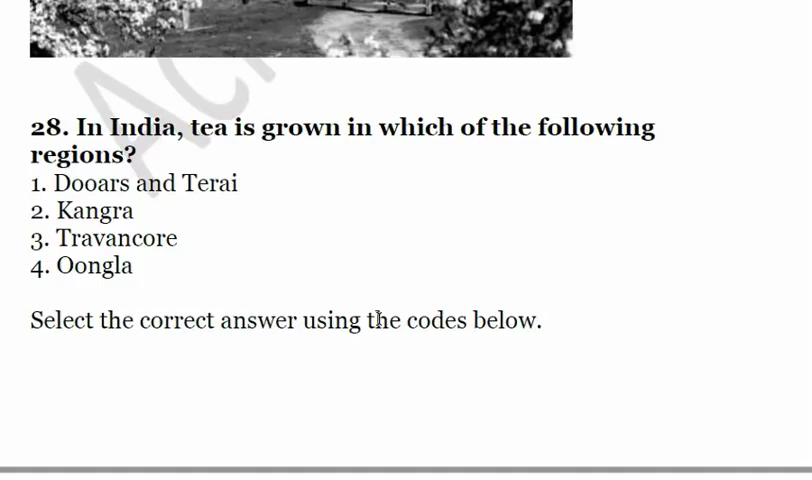 28. In India, tea is grown in which of the following
regions?
1. Dooars and Terai
2. Kangra
3. Travancore
4. Oongla
Select the correct answer using the codes below.